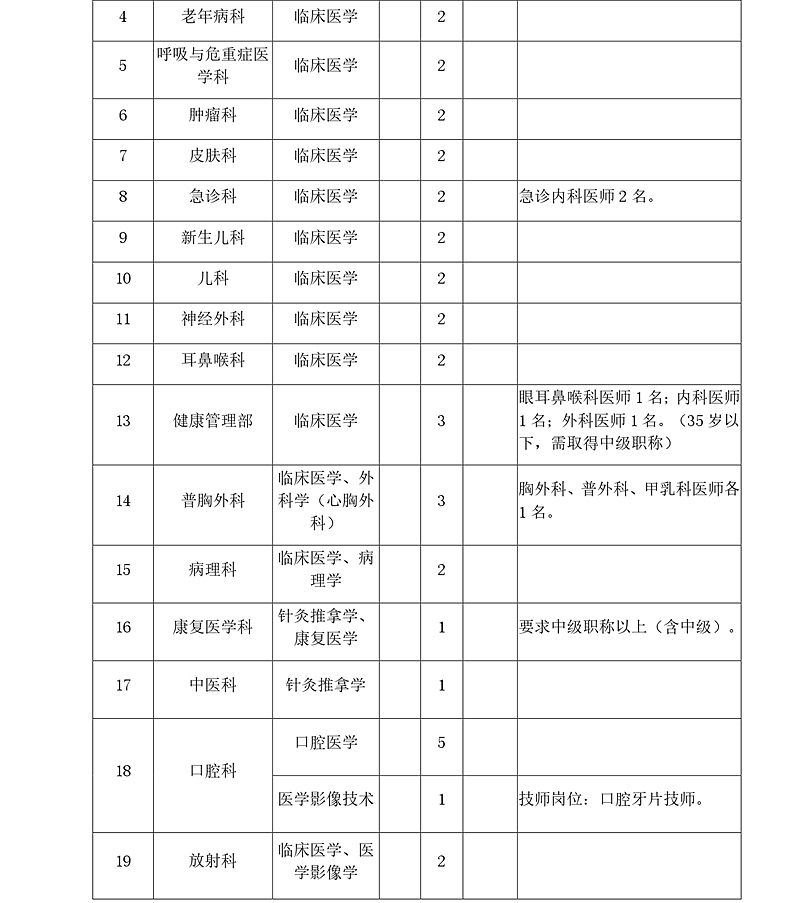 4 老年病科 临床医学 2
5 呼吸与危重症医学科 临床医学 2
6 肿瘤科 临床医学 2
7 皮肤科 临床医学 2
8 急诊科 临床医学 2 急诊内科医师 2 名。
9 新生儿科 临床医学 2
10 儿科 临床医学 2
11 神经外科 临床医学 2
12 耳鼻喉科 临床医学 2
13 健康管理部 临床医学 3 眼耳鼻喉科医师 1 名；内科医师 1 名；外科医师 1 名。（35 岁以下，需取得中级职称）
14 普胸外科 临床医学、外科学（心胸外科） 3 胸外科、普外科、甲乳科医师各 1 名。
15 病理科 临床医学、病理学 2
16 康复医学科 针灸推拿学、康复医学 1 要求中级职称以上（含中级）。
17 中医科 针灸推拿学 1
18 口腔科 口腔医学 5
医学影像技术 1 技师岗位：口腔牙片技师。
19 放射科 临床医学、医学影像学 2